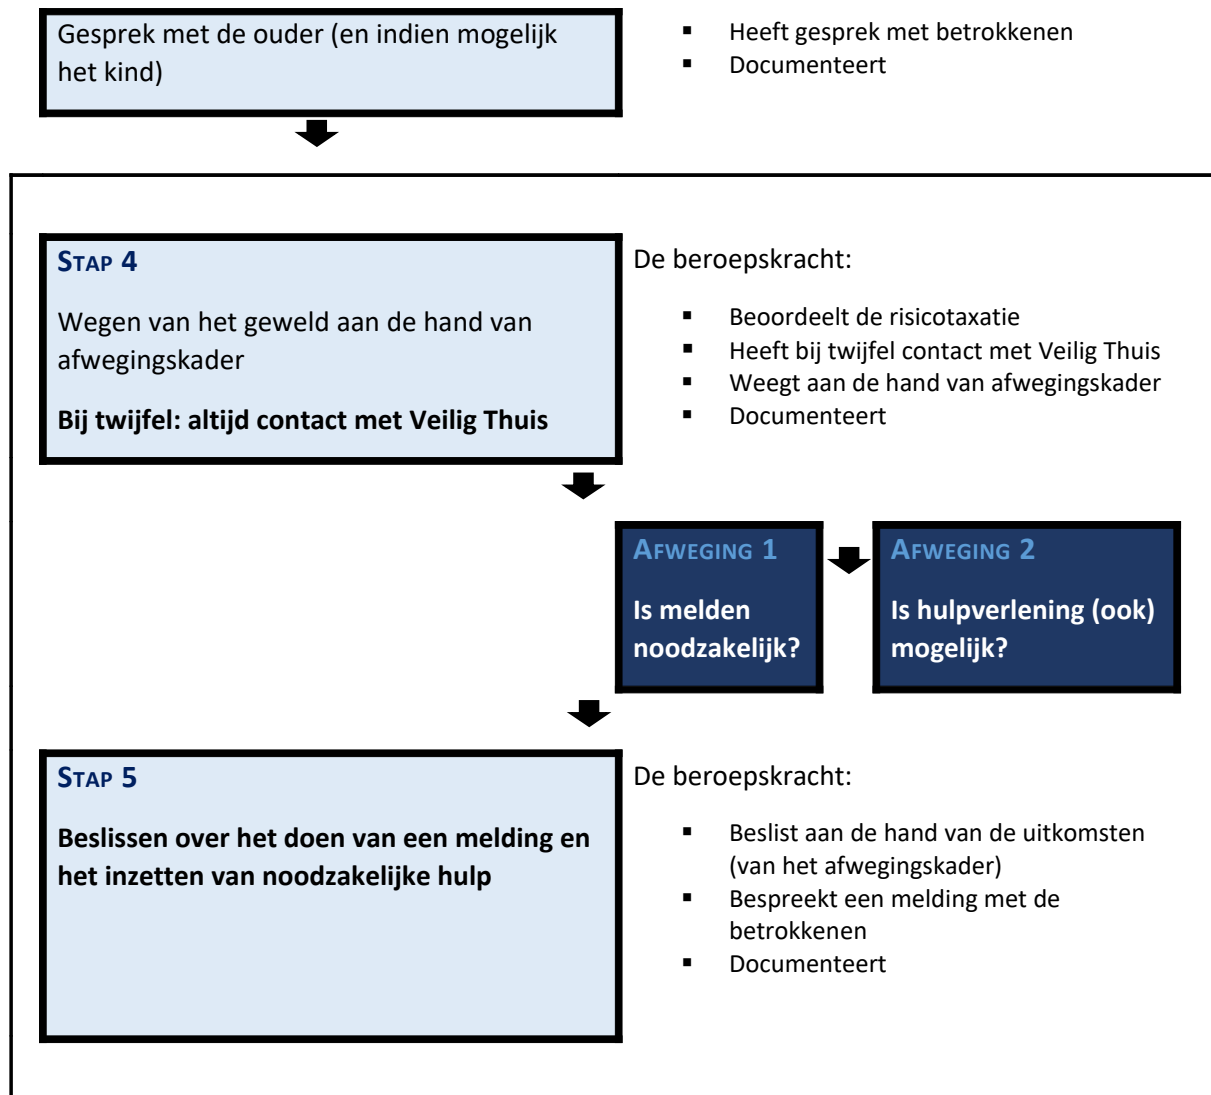 Gesprek met de ouder (en indien mogelijk
het kind)
▪ Heeft gesprek met betrokkenen
▪ Documenteert
STAP 4
Wegen van het geweld aan de hand van
afwegingskader
Bij twijfel: altijd contact met Veilig Thuis
De beroepskracht:
▪ Beoordeelt de risicotaxatie
▪ Heeft bij twijfel contact met Veilig Thuis
▪ Weegt aan de hand van afwegingskader
▪ Documenteert
AFWEGING 1
Is melden
noodzakelijk?
AFWEGING 2
Is hulpverlening (ook)
mogelijk?
STAP 5
Beslissen over het doen van een melding en
het inzetten van noodzakelijke hulp
De beroepskracht:
▪ Beslist aan de hand van de uitkomsten
(van het afwegingskader)
▪ Bespreekt een melding met de
betrokkenen
▪ Documenteert